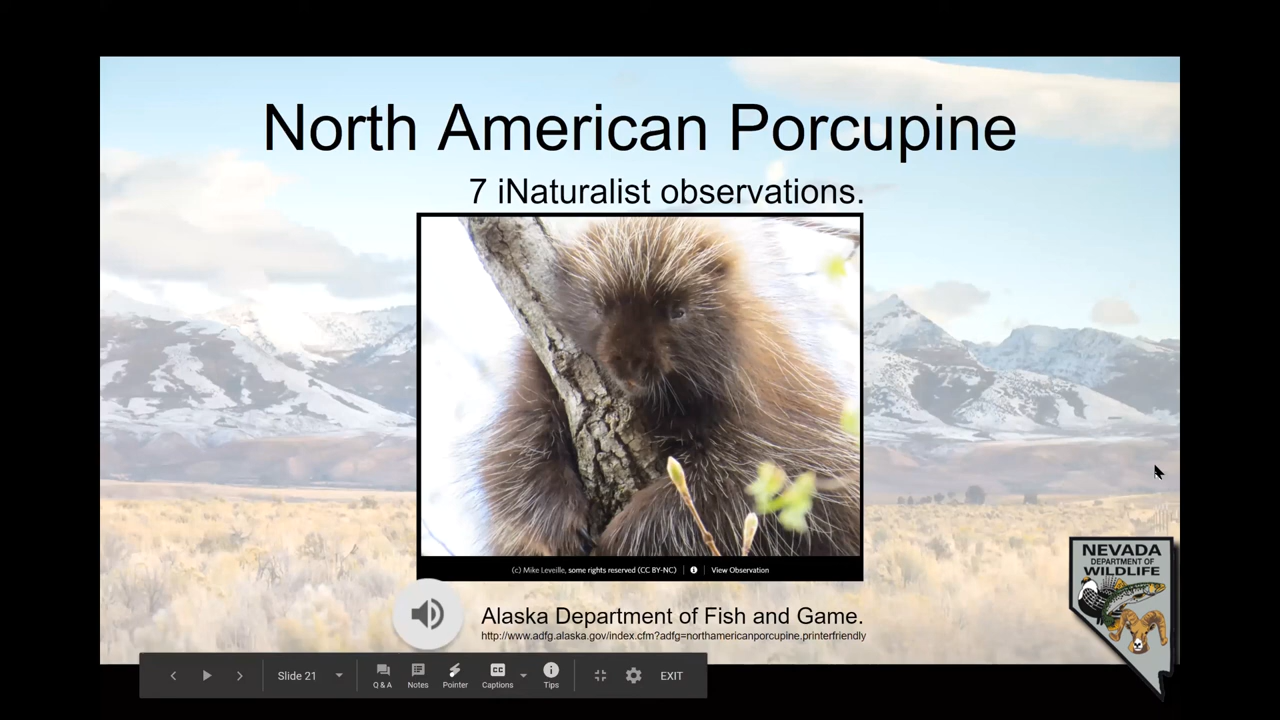 North American Porcupine
7 iNaturalist observations.
(c) Mike Leveille, some rights reserved (CC BY-NC) View Observation
Alaska Department of Fish and Game.
http://www.adfg.alaska.gov/index.cfm?adfg=northamericanporcupine.printerfriendly
NEVADA
DEPARTMENT OF
WILDLIFE
Slide 21
Q & A
Notes
Pointer
CC
Captions
Tips
EXIT